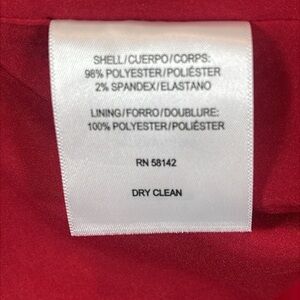 SHELL/CUERPO/CORPS:
98% POLYESTER/POLIÉSTER
2% SPANDEX/ELASTANO
LINING/FORRO/DOUBLURE:
100% POLYESTER/POLIÉSTER
RN 58142
DRY CLEAN